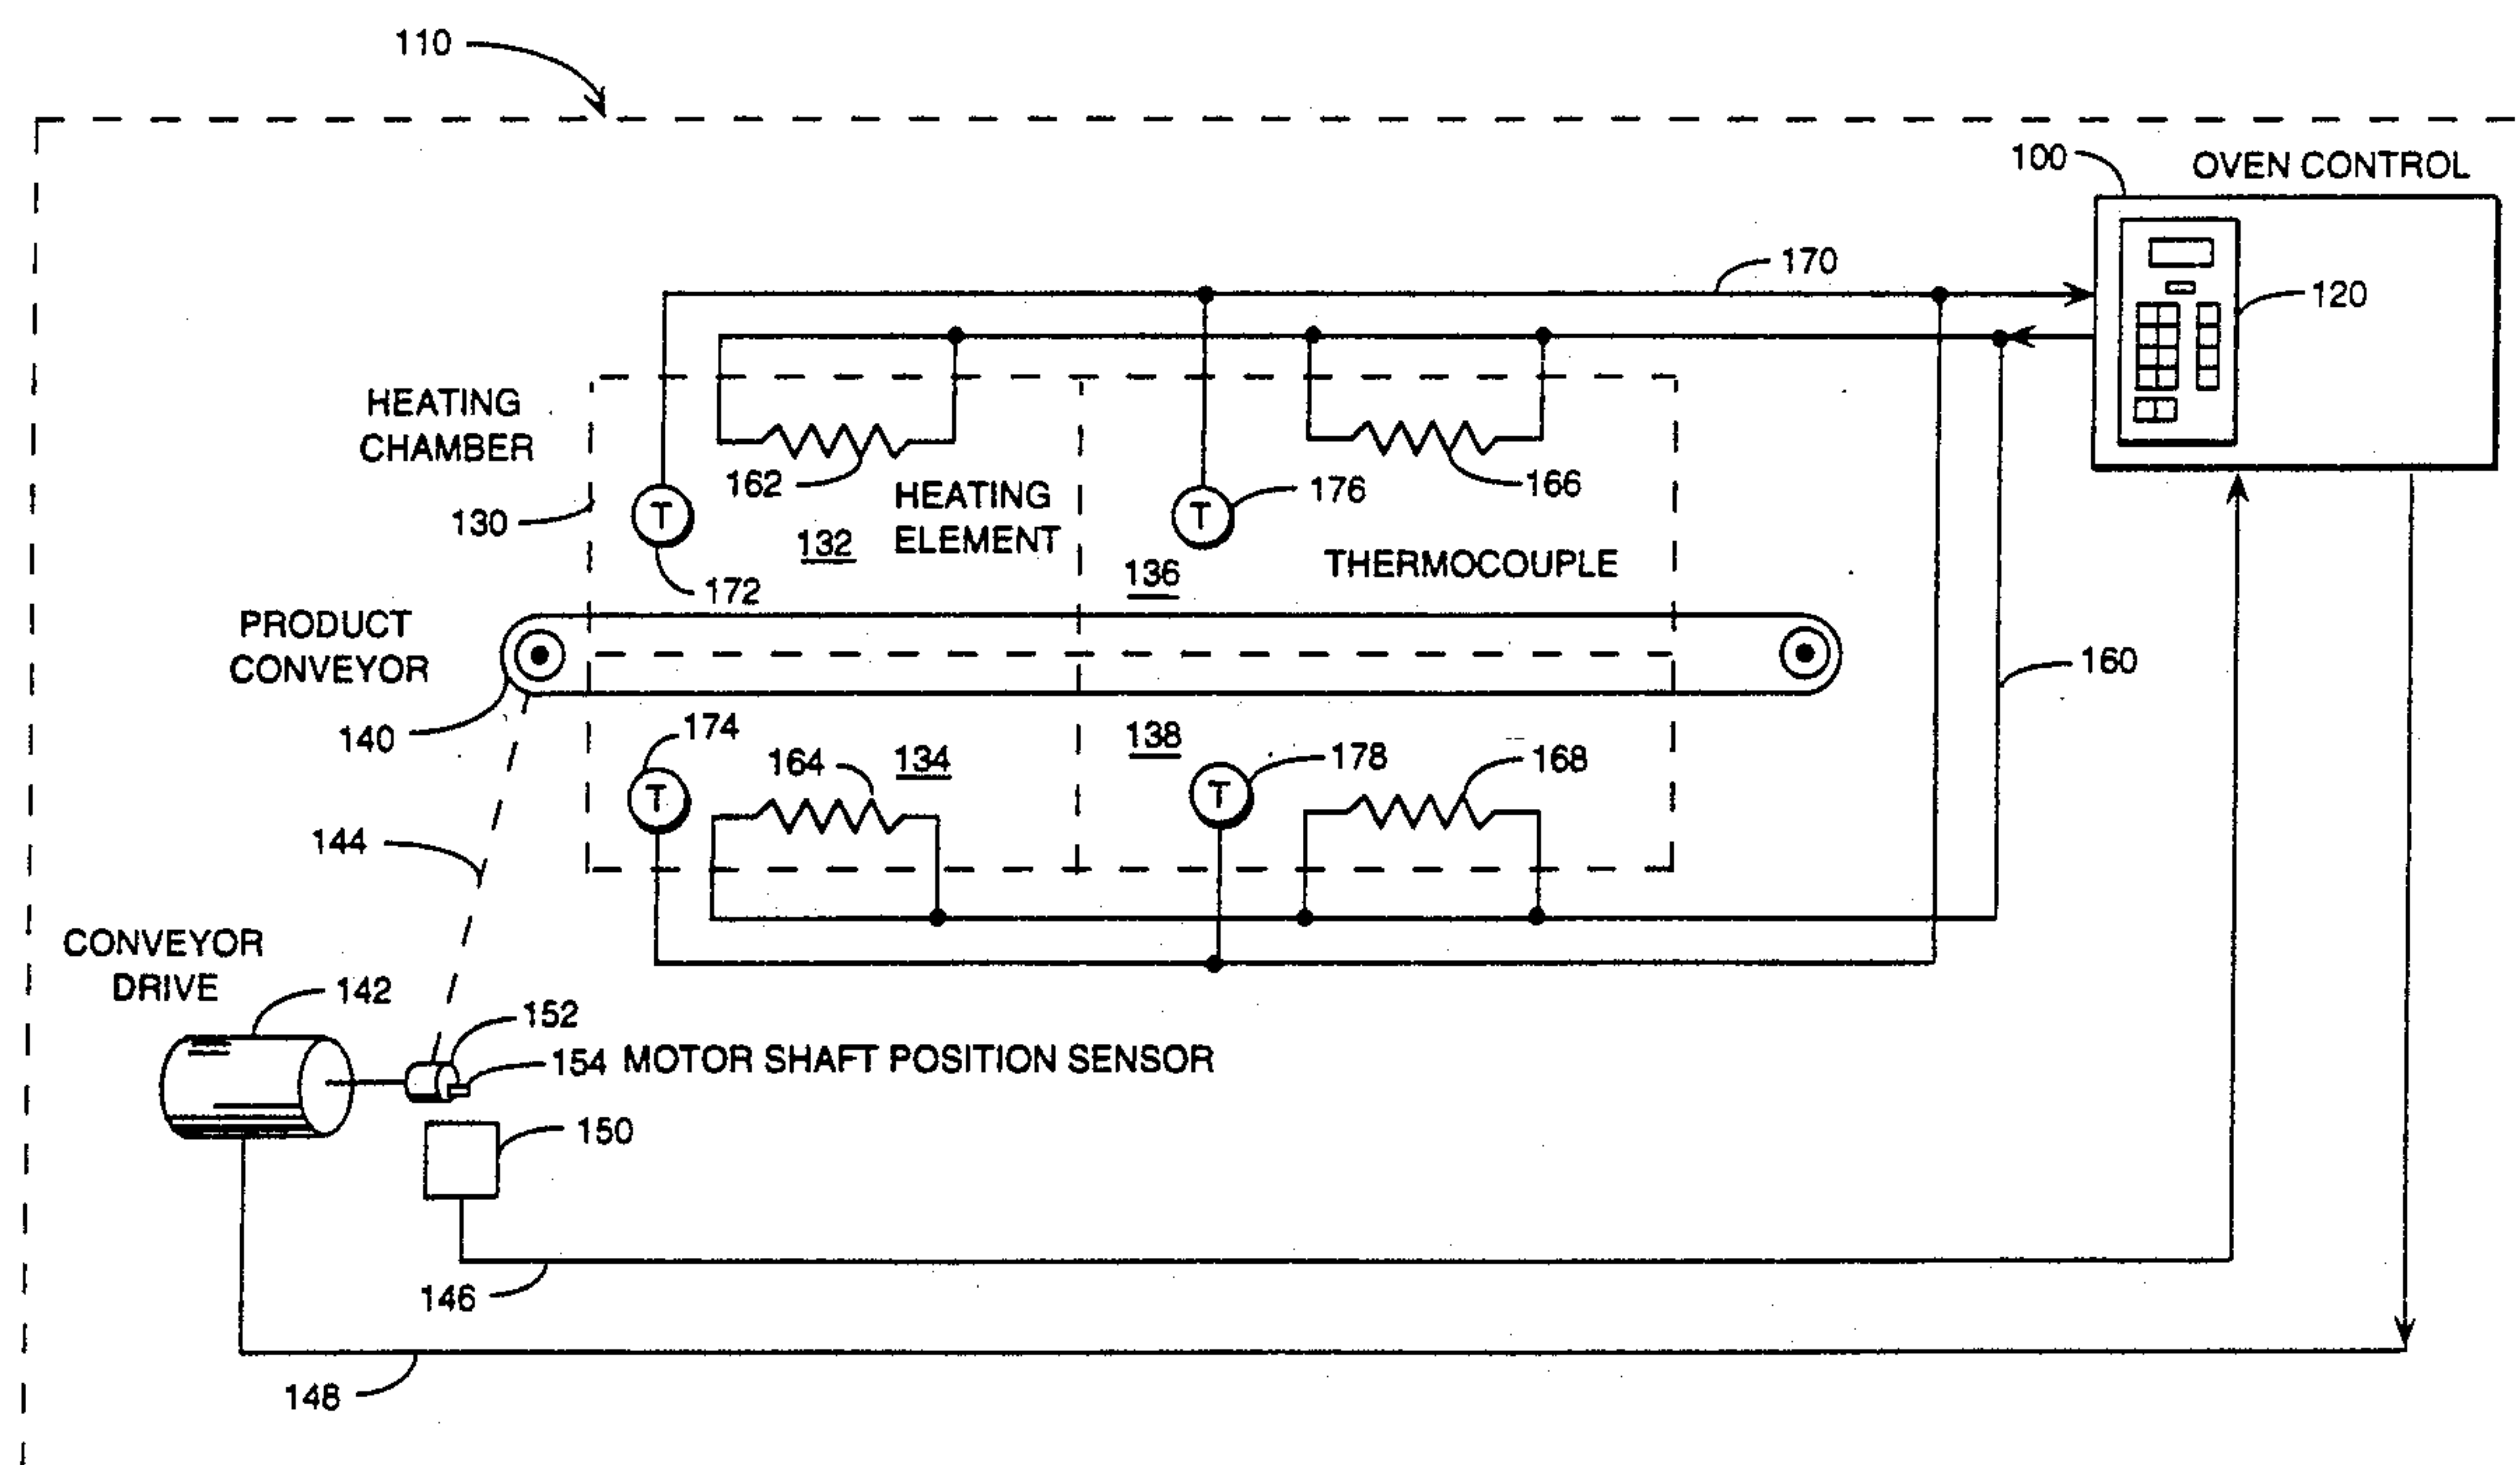 110
100 OVEN CONTROL
170
120
HEATING
CHAMBER
162
HEATING
ELEMENT
166
176
130
132
136
THERMOCOUPLE
T
T
172
PRODUCT
CONVEYOR
160
140
174
164
134
138
178
168
T
T
144
CONVEYOR
DRIVE
142
152
154 MOTOR SHAFT POSITION SENSOR
150
146
148